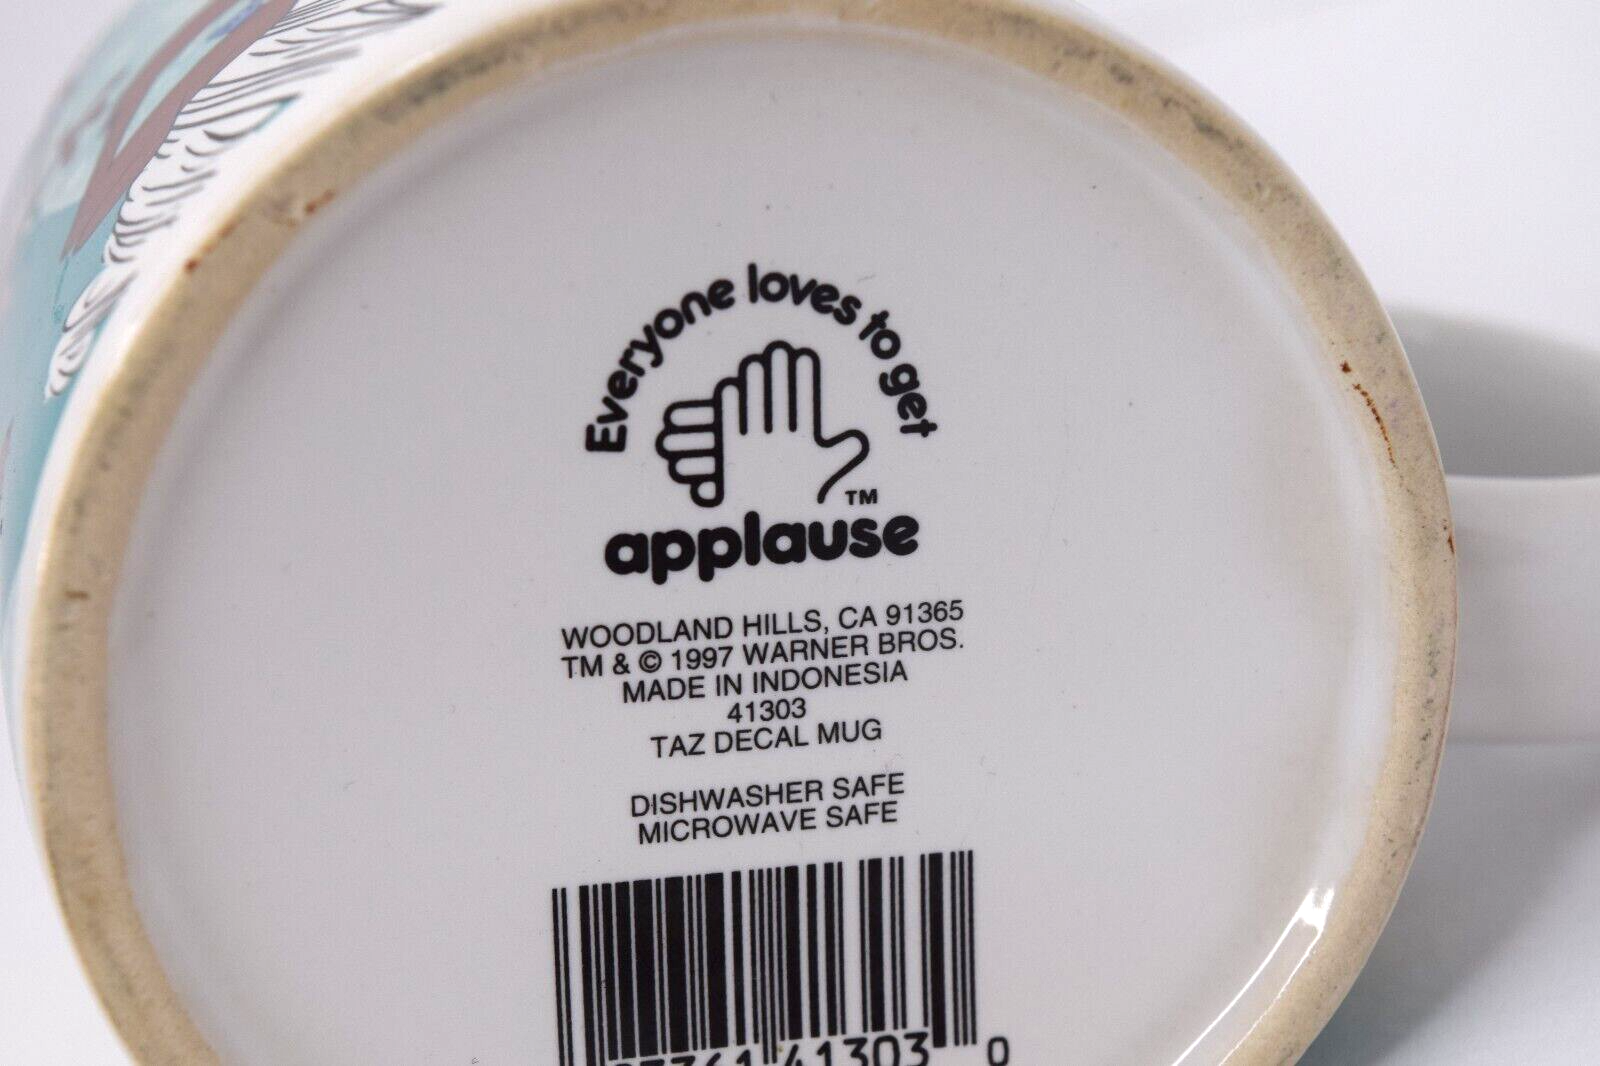 Everyone loves to get
TM
applause
WOODLAND HILLS, CA 91365
TM & © 1997 WARNER BROS.
MADE IN INDONESIA
41303
TAZ DECAL MUG
DISHWASHER SAFE
MICROWAVE SAFE
41303 0